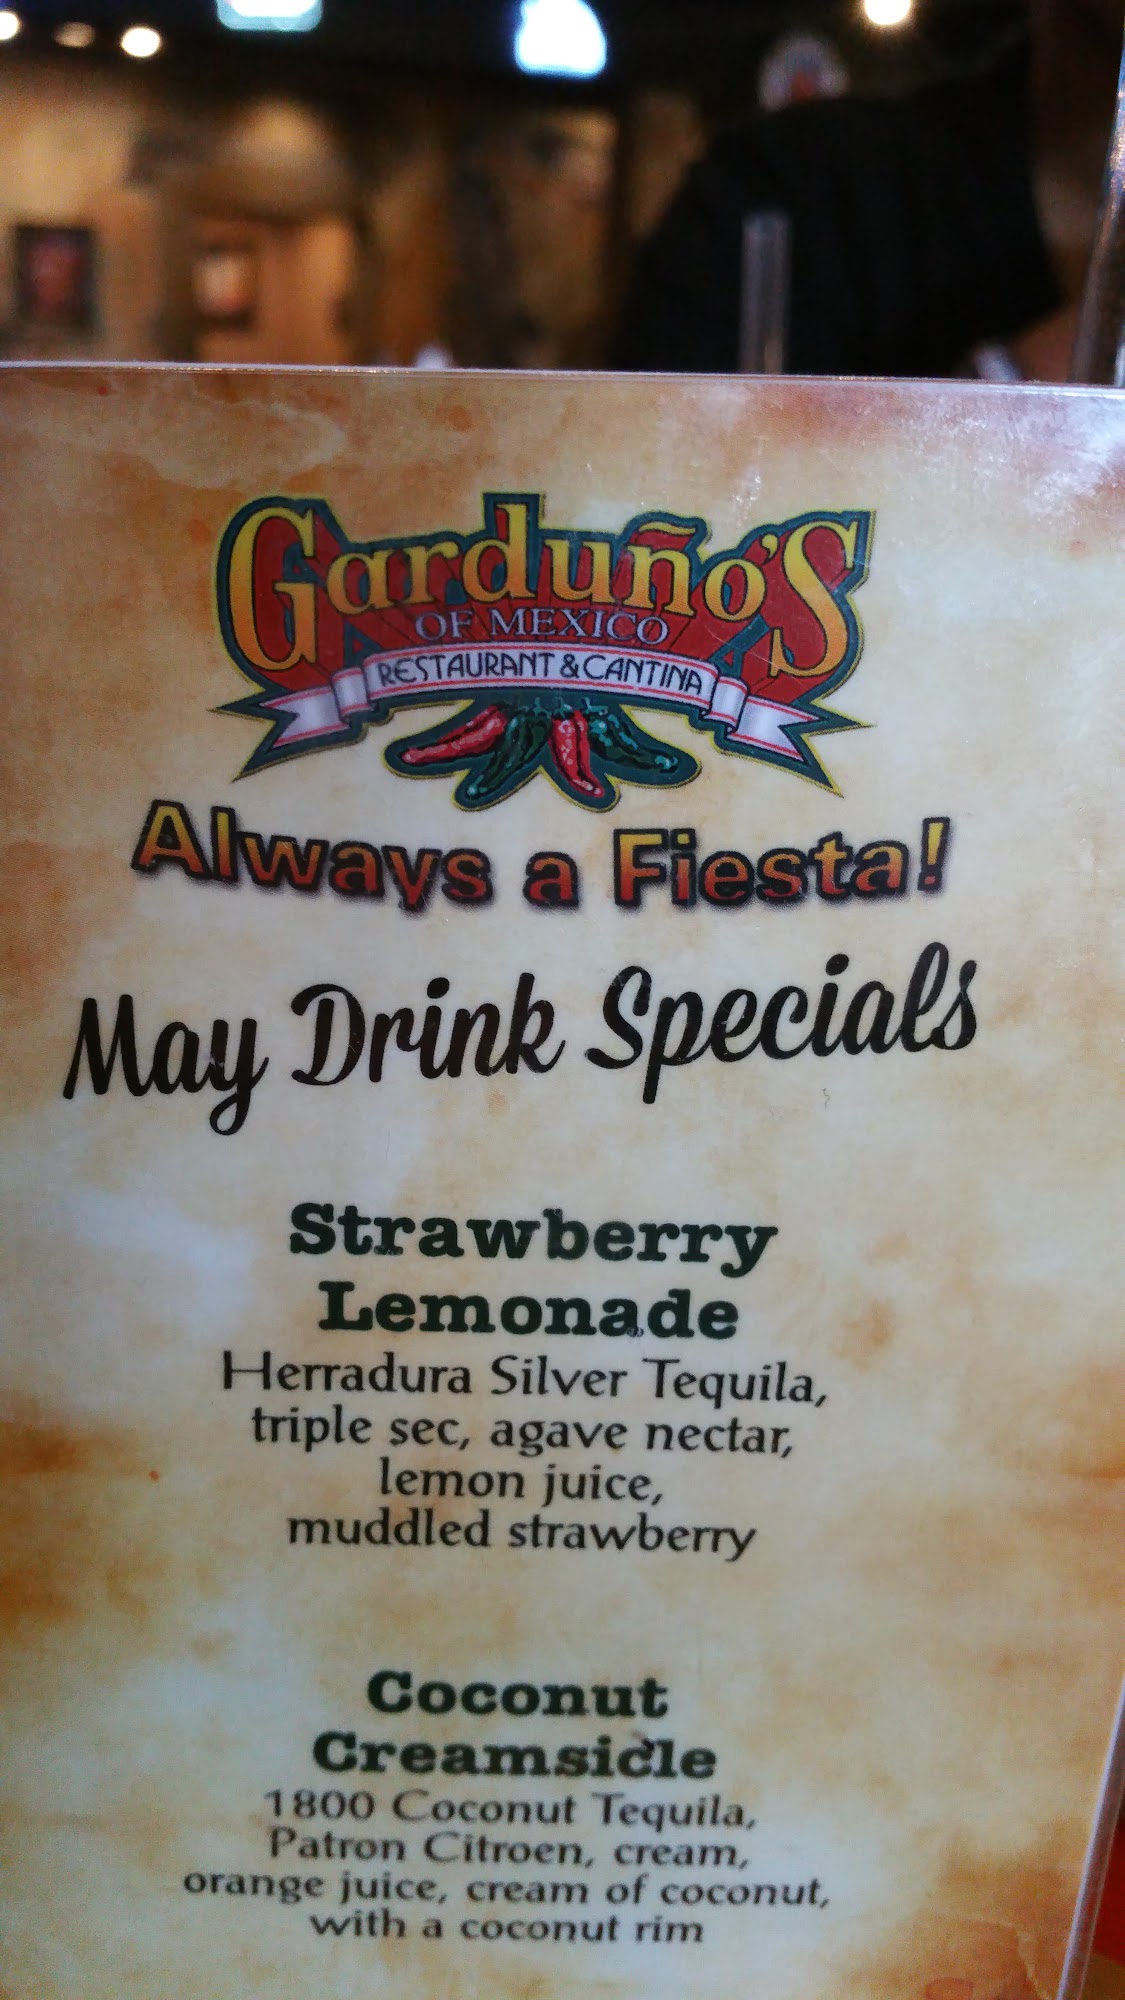 Garduño'S
OF MEXICO
RESTAURANT & CANTINA
Always a Fiesta!
May Drink Specials
Strawberry
Lemonade
Herradura Silver Tequila,
triple sec, agave nectar,
lemon juice,
muddled strawberry
Coconut
Creamsicle
1800 Coconut Tequila,
Patron Citroen, cream,
orange juice, cream of coconut,
with a coconut rim